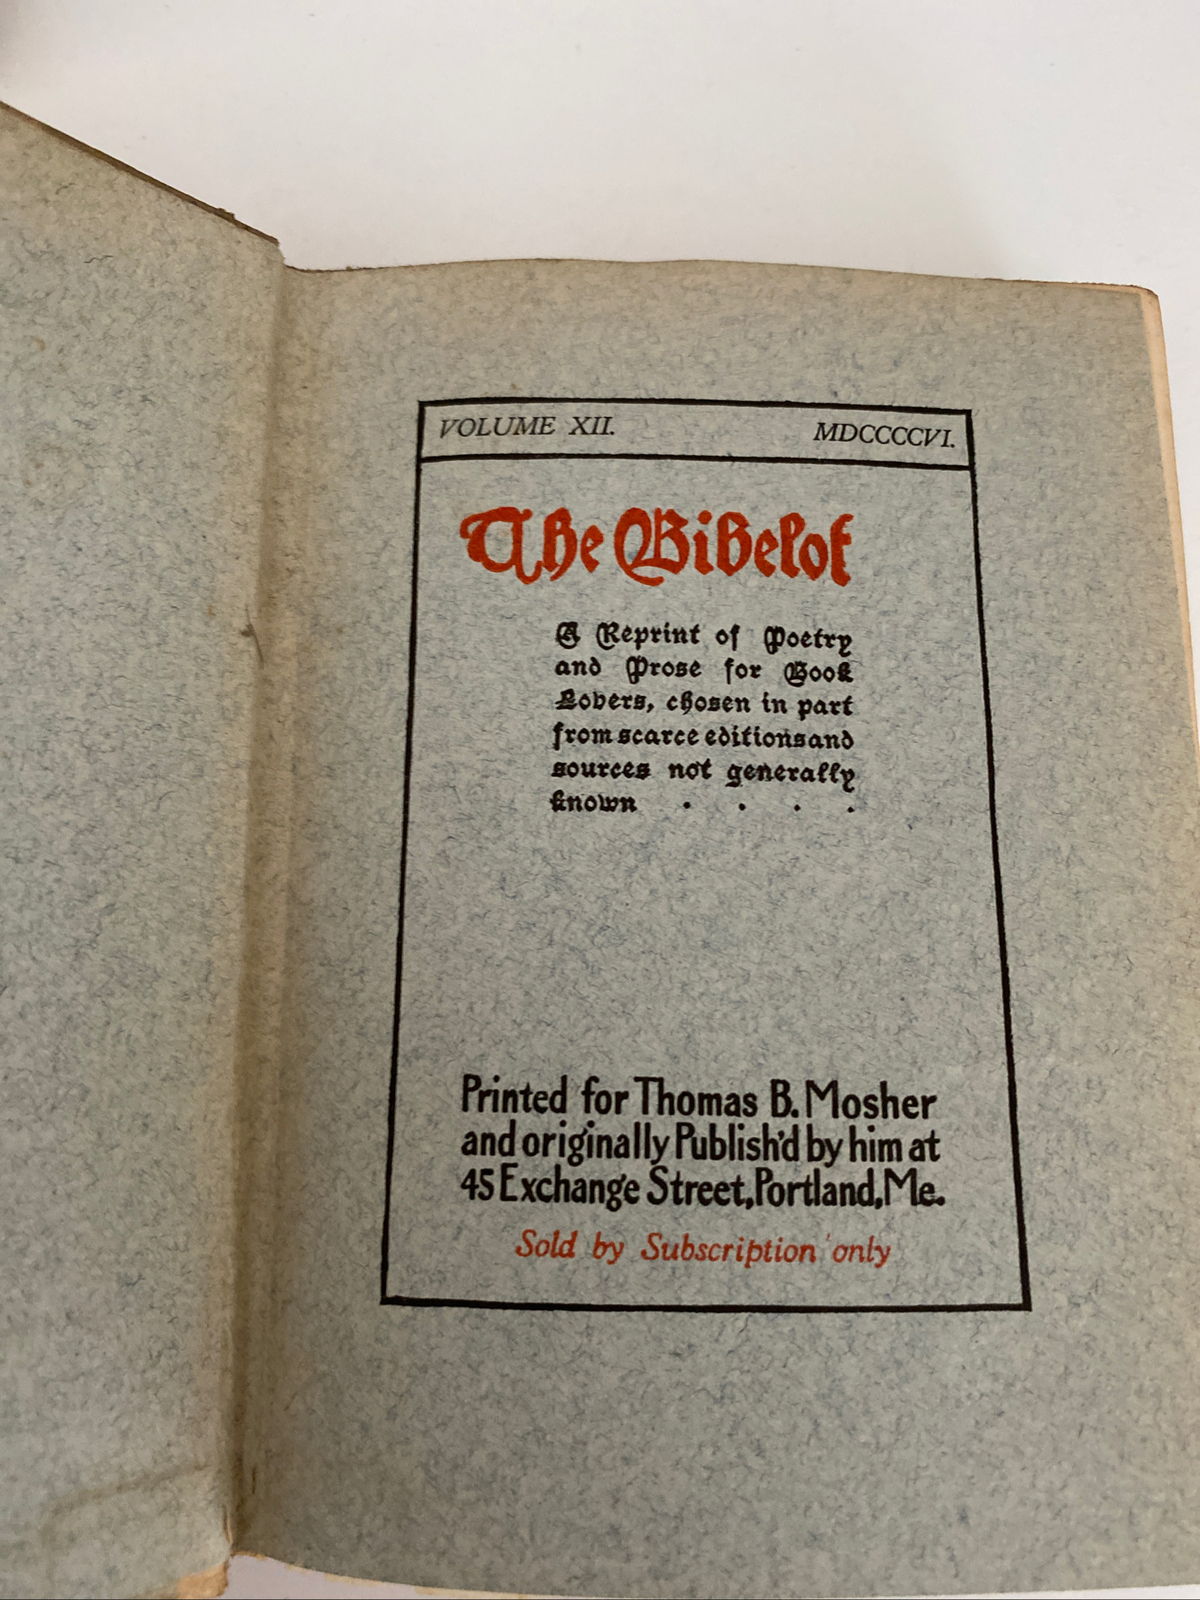 VOLUME XII. MDCCCCVI.
The Bibelot
A Reprint of Poetry
and Prose for Book
Lovers, chosen in part
from scarce editions and
sources not generally
known . . . .
Printed for Thomas B. Mosher
and originally Publish'd by him at
45 Exchange Street, Portland, Me.
Sold by Subscription only